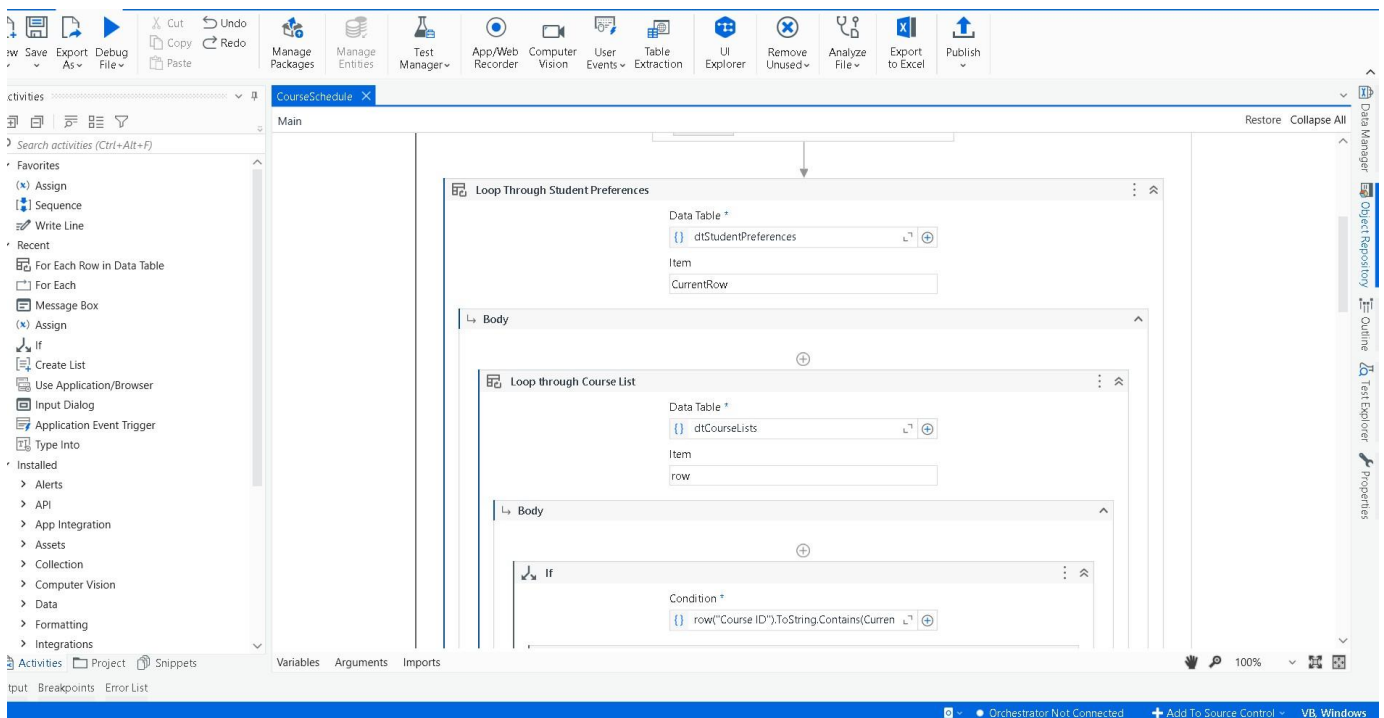 Cut Undo
Copy Redo
Paste
ew Save Export As Debug File
Manage Packages
Manage Entities
Test Manager
App/Web Recorder
Computer Vision
User Events
Table Extraction
UI Explorer
Remove Unused
Analyze File
Export to Excel
Publish
ctivities
CourseSchedule
Main
Restore Collapse All
Search activities (Ctrl+Alt+F)
Favorites
Assign
Sequence
Write Line
Recent
For Each Row in Data Table
For Each
Message Box
Assign
If
Create List
Use Application/Browser
Input Dialog
Application Event Trigger
Type Into
Installed
Alerts
API
App Integration
Assets
Collection
Computer Vision
Data
Formatting
Integrations
Loop Through Student Preferences
Data Table *
dtStudentPreferences
Item
CurrentRow
Body
Loop through Course List
Data Table *
dtCourseLists
Item
row
Body
If
Condition *
row("Course ID").ToString.Contains(Curren
Data Manager
Object Repository
Outline
Test Explorer
Properties
Activities Project Snippets
Variables Arguments Imports
100%
tput Breakpoints Error List
Orchestrator Not Connected Add To Source Control VB, Windows